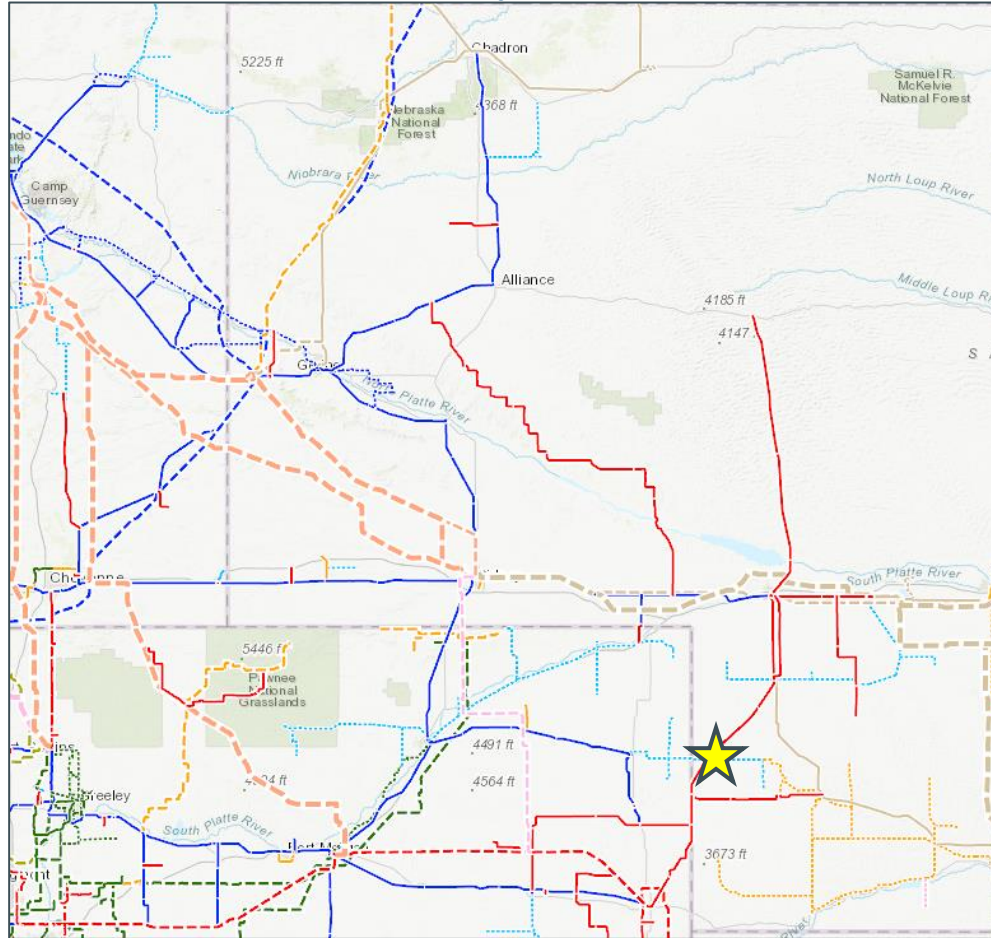 Chadron
5225 ft
Samuel R.
McKelvie
National Forest
Nebraska
National
Forest
Niobrara River
Camp
Guernsey
North Loup River
Alliance
Middle Loup
4185 ft
4147
North Platte
River
Cheyenne
South Platte
River
5446 ft
Pawnee
National
Grasslands
4491 ft
4564 ft
Greeley
South Platte
River
3673 ft
River